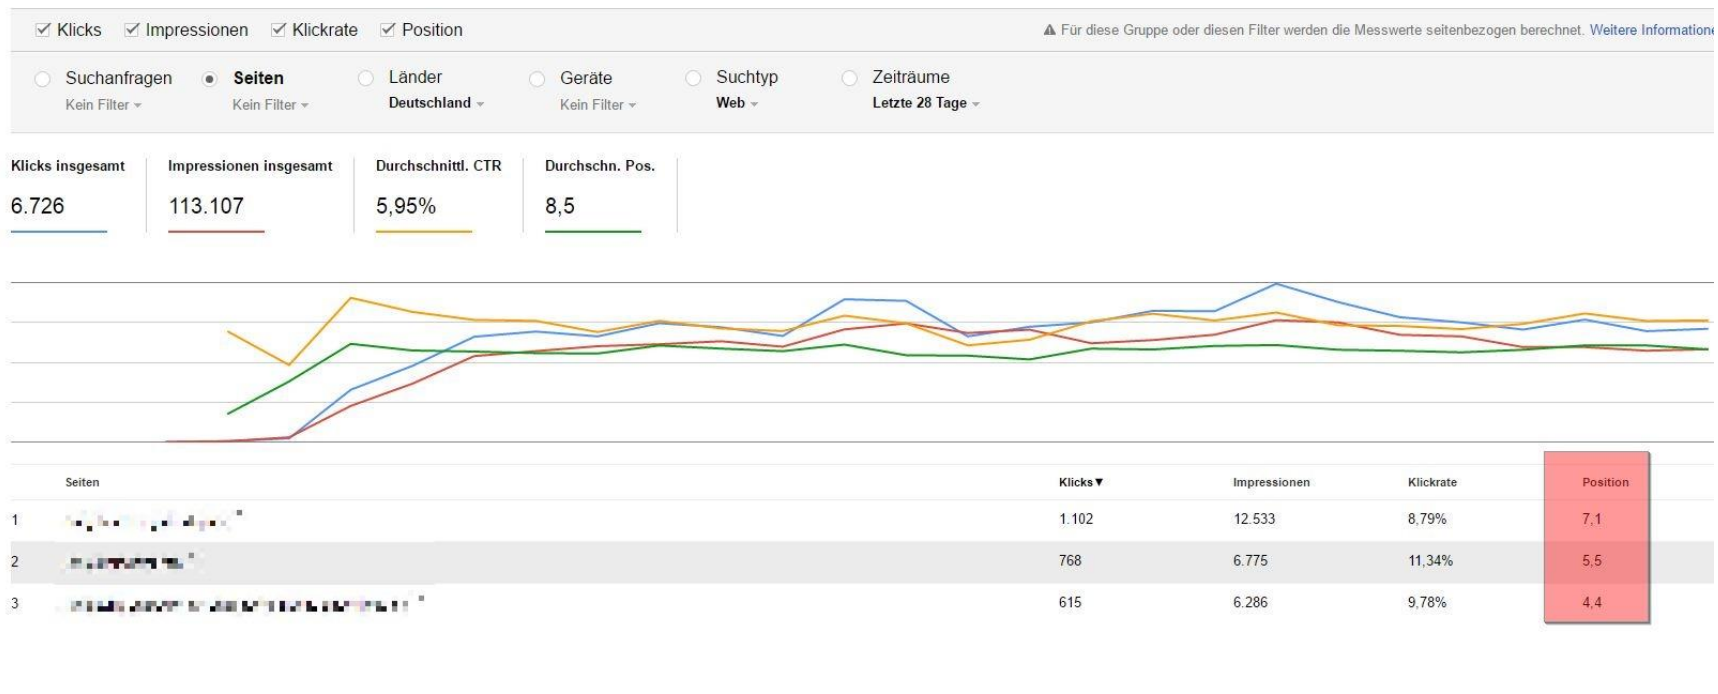 Klicks Impressionen Klickrate Position
Für diese Gruppe oder diesen Filter werden die Messwerte seitenbezogen berechnet. Weitere Informatione
Suchanfragen Seiten Länder Geräte Suchtyp Zeiträume
Kein Filter Kein Filter Deutschland Kein Filter Web Letzte 28 Tage
Klicks insgesamt Impressionen insgesamt Durchschnittl. CTR Durchschn. Pos.
6.726 113.107 5,95% 8,5
Seiten Klicks▼ Impressionen Klickrate Position
1 1.102 12.533 8,79% 7,1
2 768 6.775 11,34% 5,5
3 615 6.286 9,78% 4,4